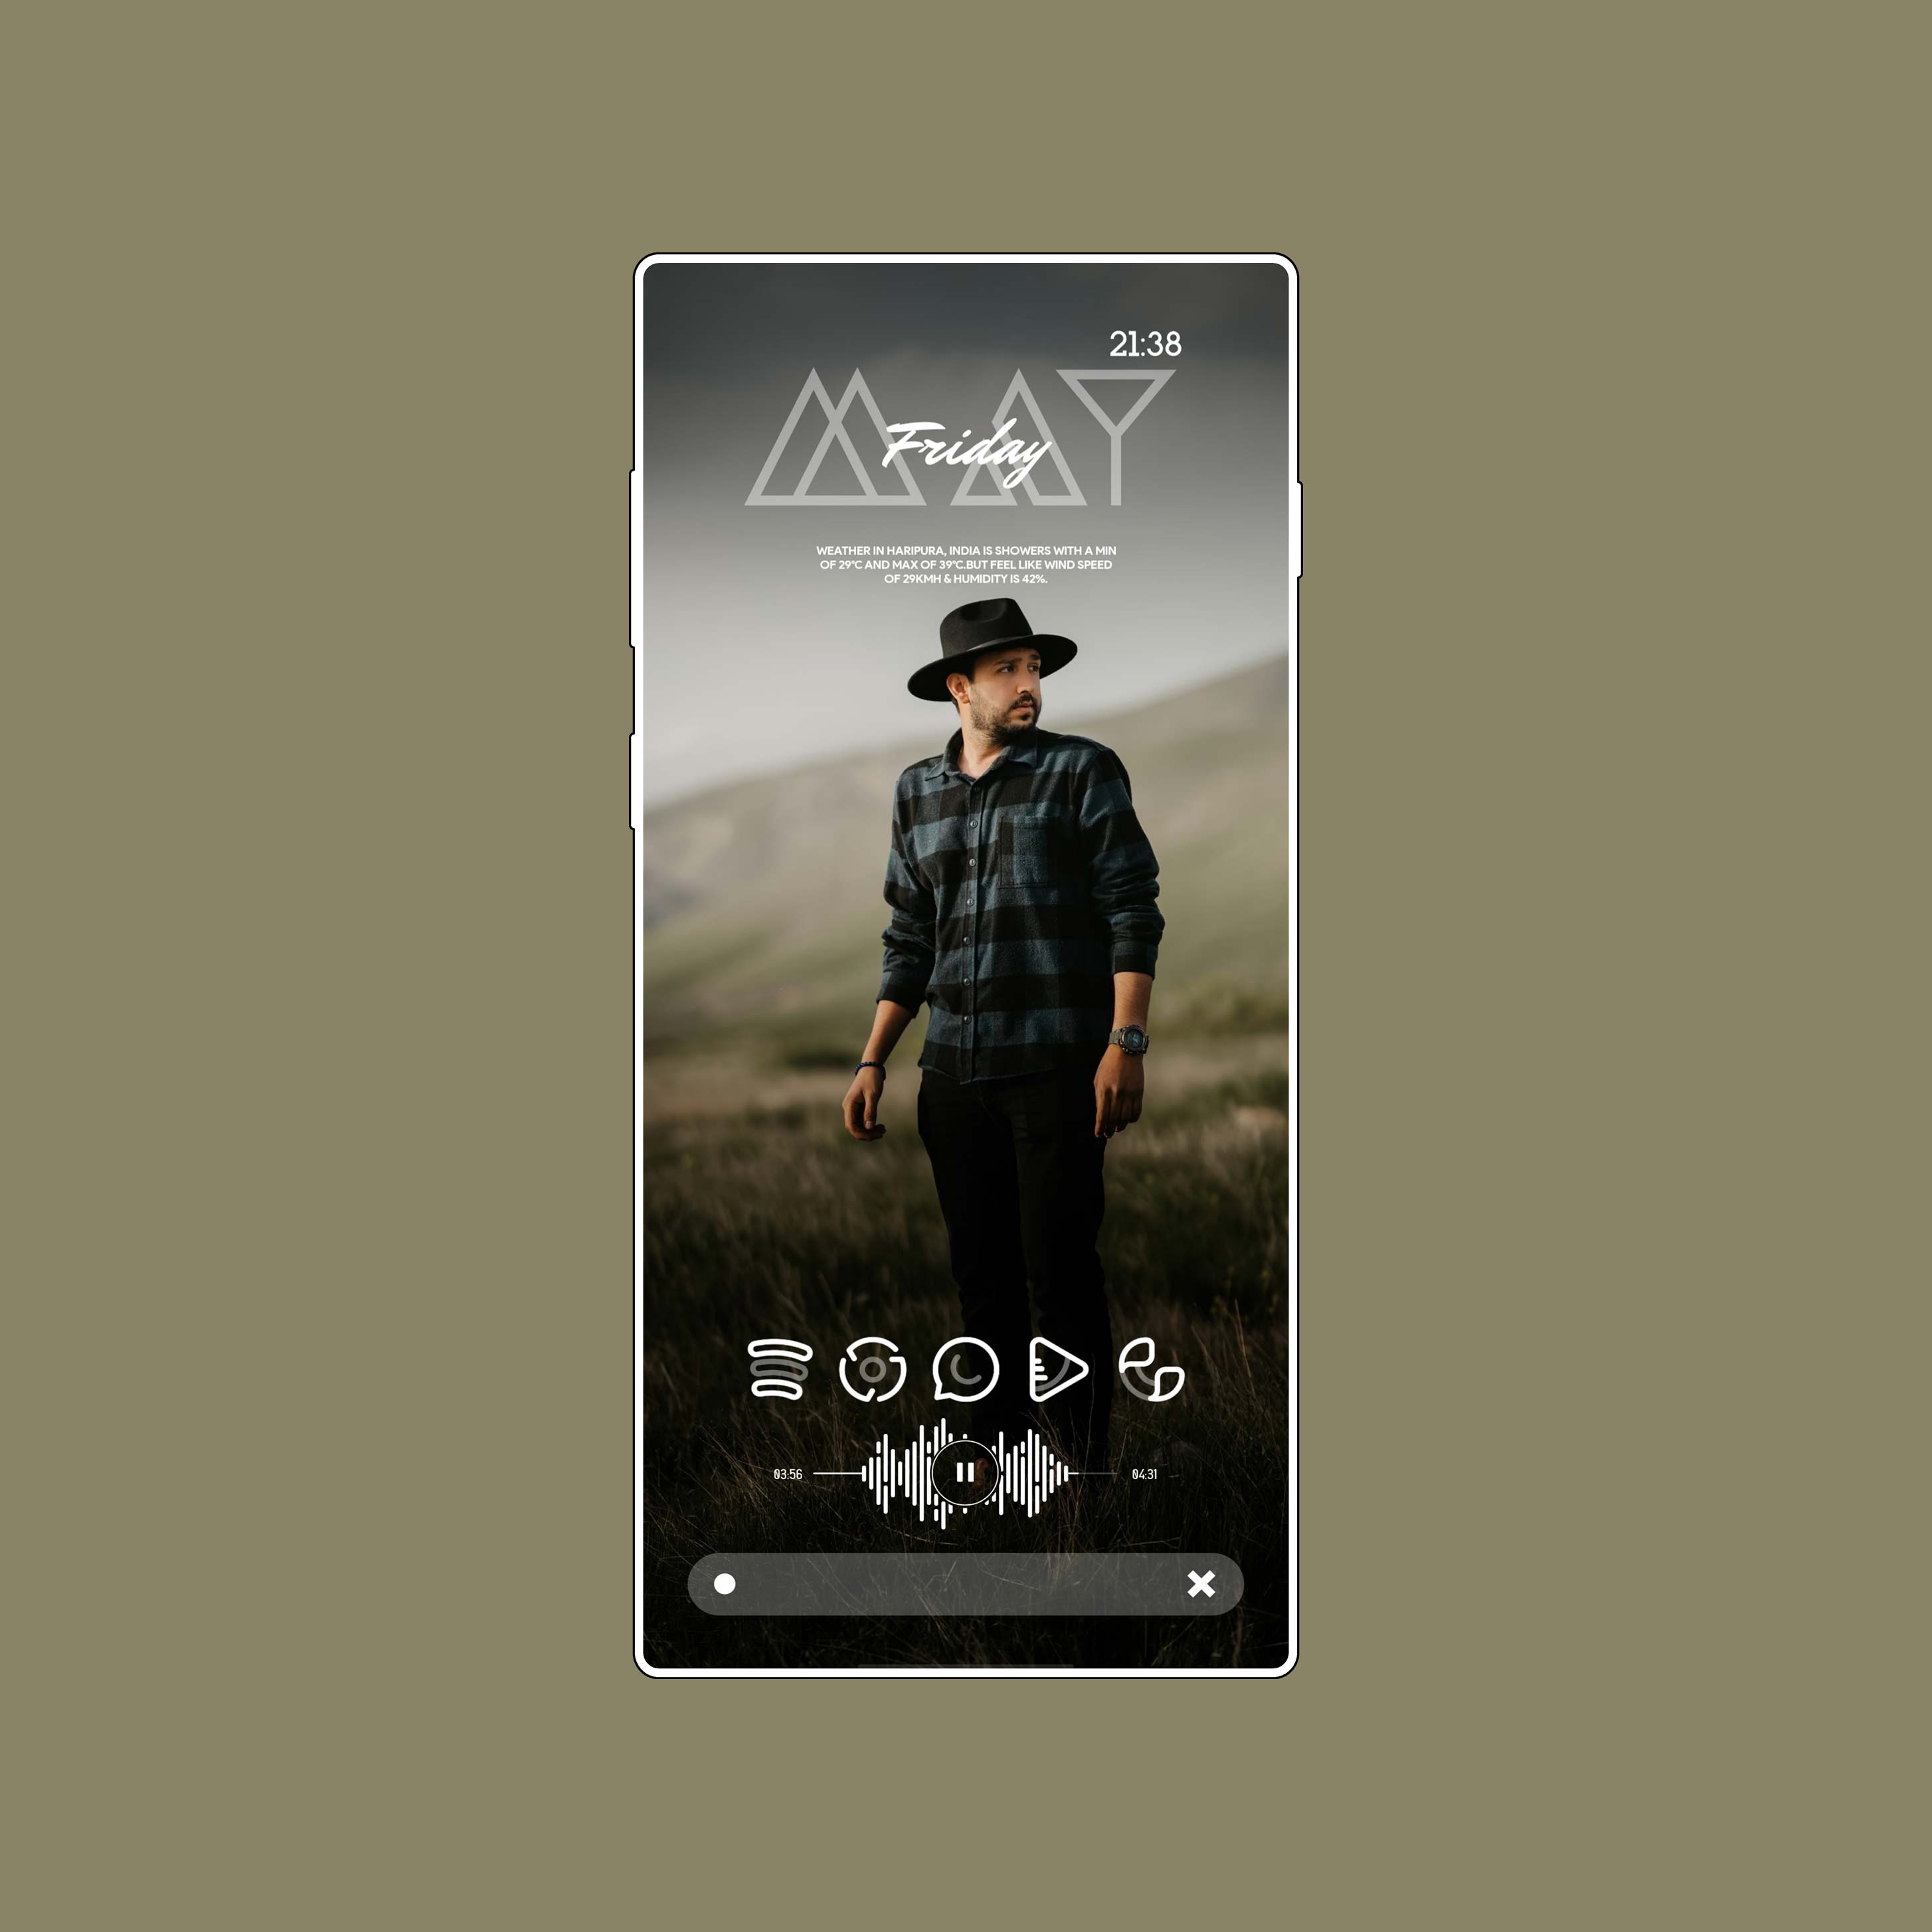 21:38
MAY
Friday
WEATHER IN HARIPURA, INDIA IS SHOWERS WITH A MIN
OF 29°C AND MAX OF 39°C.BUT FEEL LIKE WIND SPEED
OF 29KMH & HUMIDITY IS 42%.
03:56
04:31